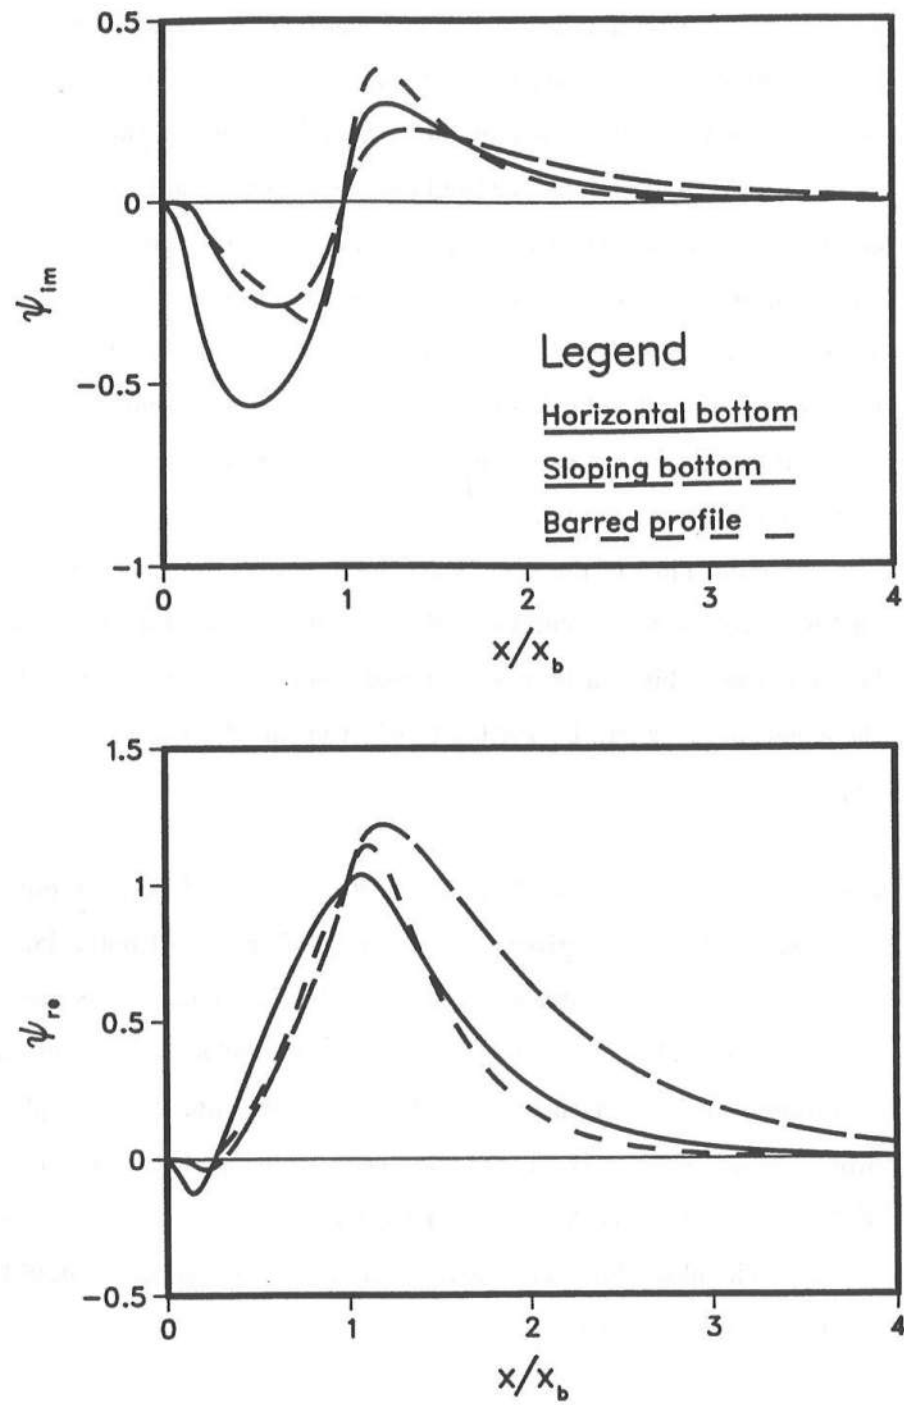 0.5
0
ψim
−0.5
−1
Legend
Horizontal bottom
Sloping bottom
Barred profile
0 1 2 3 4
x/xb
1.5
1
ψre
0.5
0
−0.5
0 1 2 3 4
x/xb